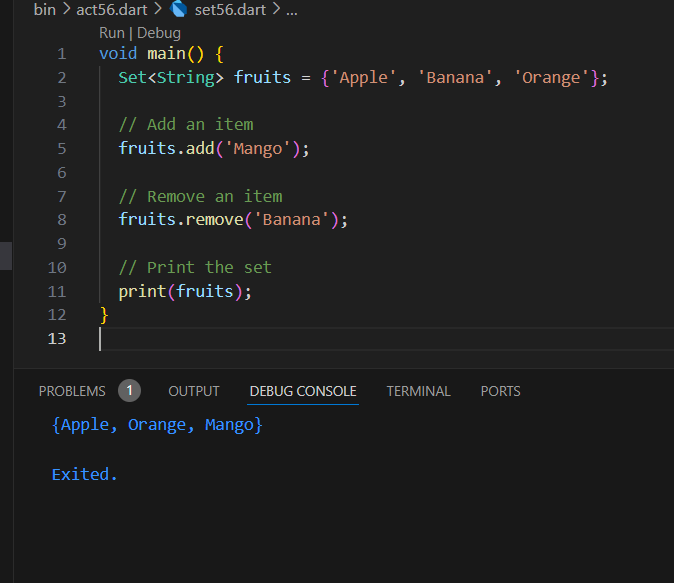 bin > act56.dart > set56.dart > ...
Run | Debug
1 void main() {
2 Set<String> fruits = {'Apple', 'Banana', 'Orange'};
3
4 // Add an item
5 fruits.add('Mango');
6
7 // Remove an item
8 fruits.remove('Banana');
9
10 // Print the set
11 print(fruits);
12 }
13
PROBLEMS 1 OUTPUT DEBUG CONSOLE TERMINAL PORTS
{Apple, Orange, Mango}
Exited.